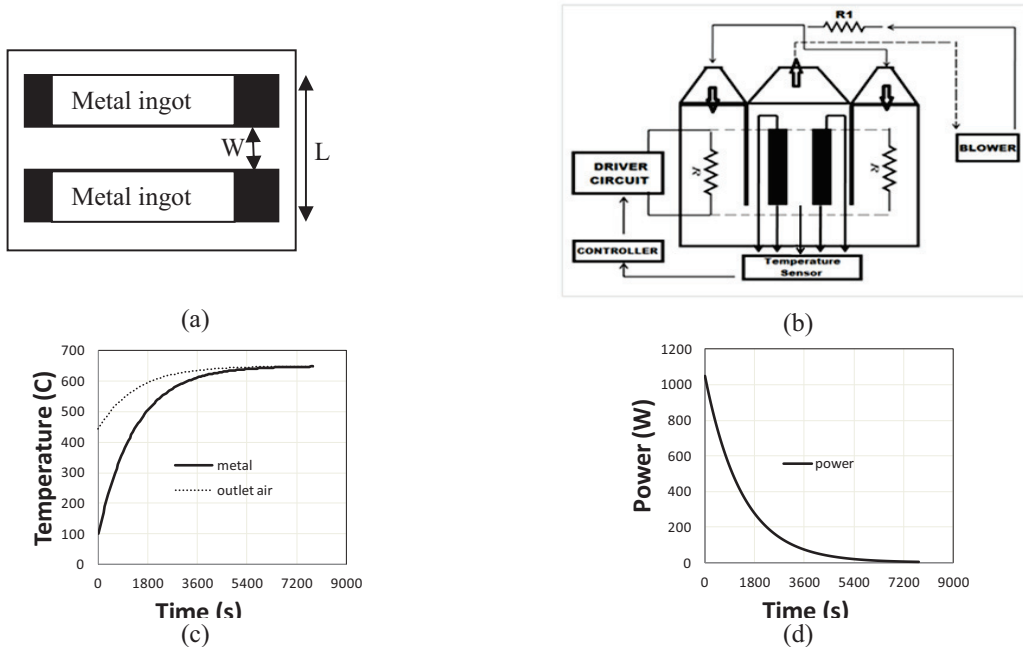 Metal ingot
W
L
Metal ingot
(a)
R1
BLOWER
DRIVER
CIRCUIT
R
R
CONTROLLER
Temperature
Sensor
(b)
Temperature (C)
700
600
500
400
300
200
100
0
metal
outlet air
0 1800 3600 5400 7200 9000
Time (s)
(c)
Power (W)
1200
1000
800
600
400
200
0
power
0 1800 3600 5400 7200 9000
Time (s)
(d)